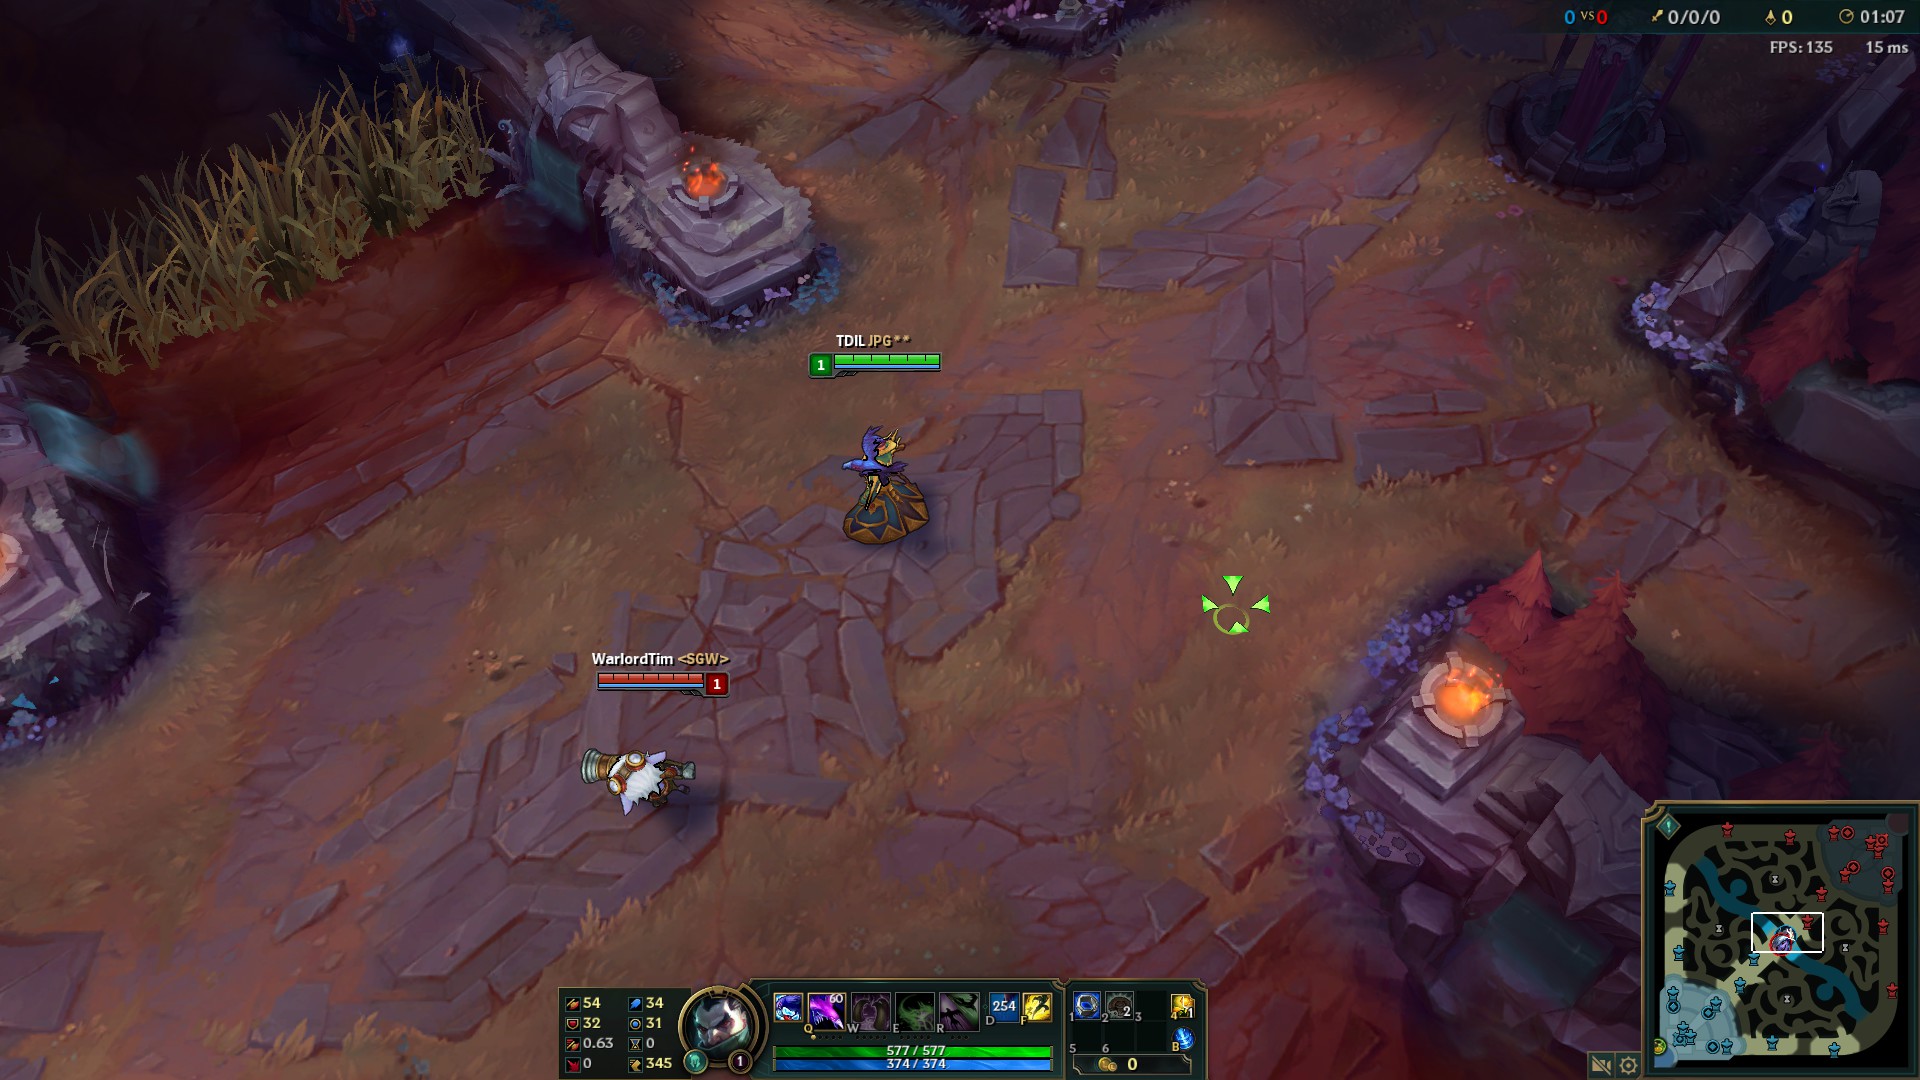 0 VS 0 0/0/0 0 01:07
FPS: 135 15 ms
TDIL JPG**
1
WarlordTim <SGW>
1
54 34
32 31
0.63 0
0 345
1
60
Q W E R
254
D F
577 / 577
374 / 374
1 2 2 3 4 1
5 6 B
0